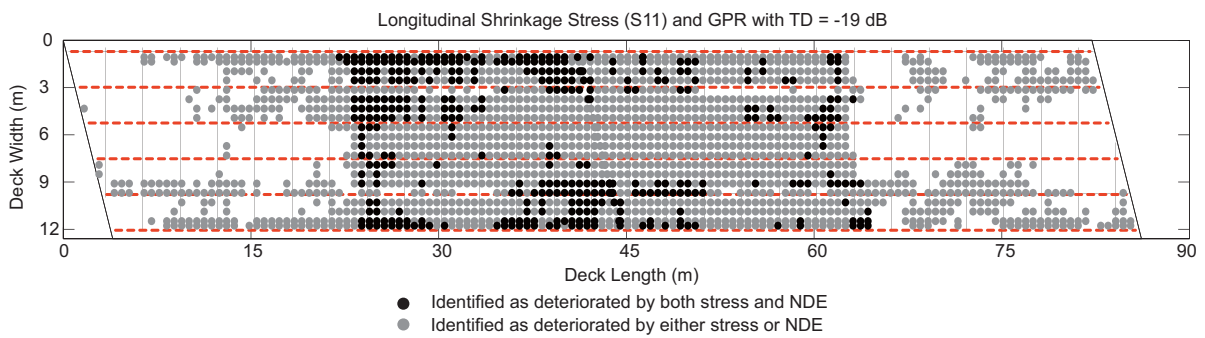 Longitudinal Shrinkage Stress (S11) and GPR with TD = -19 dB
0
3
6
9
12
Deck Width (m)
0 15 30 45 60 75 90
Deck Length (m)
Identified as deteriorated by both stress and NDE
Identified as deteriorated by either stress or NDE